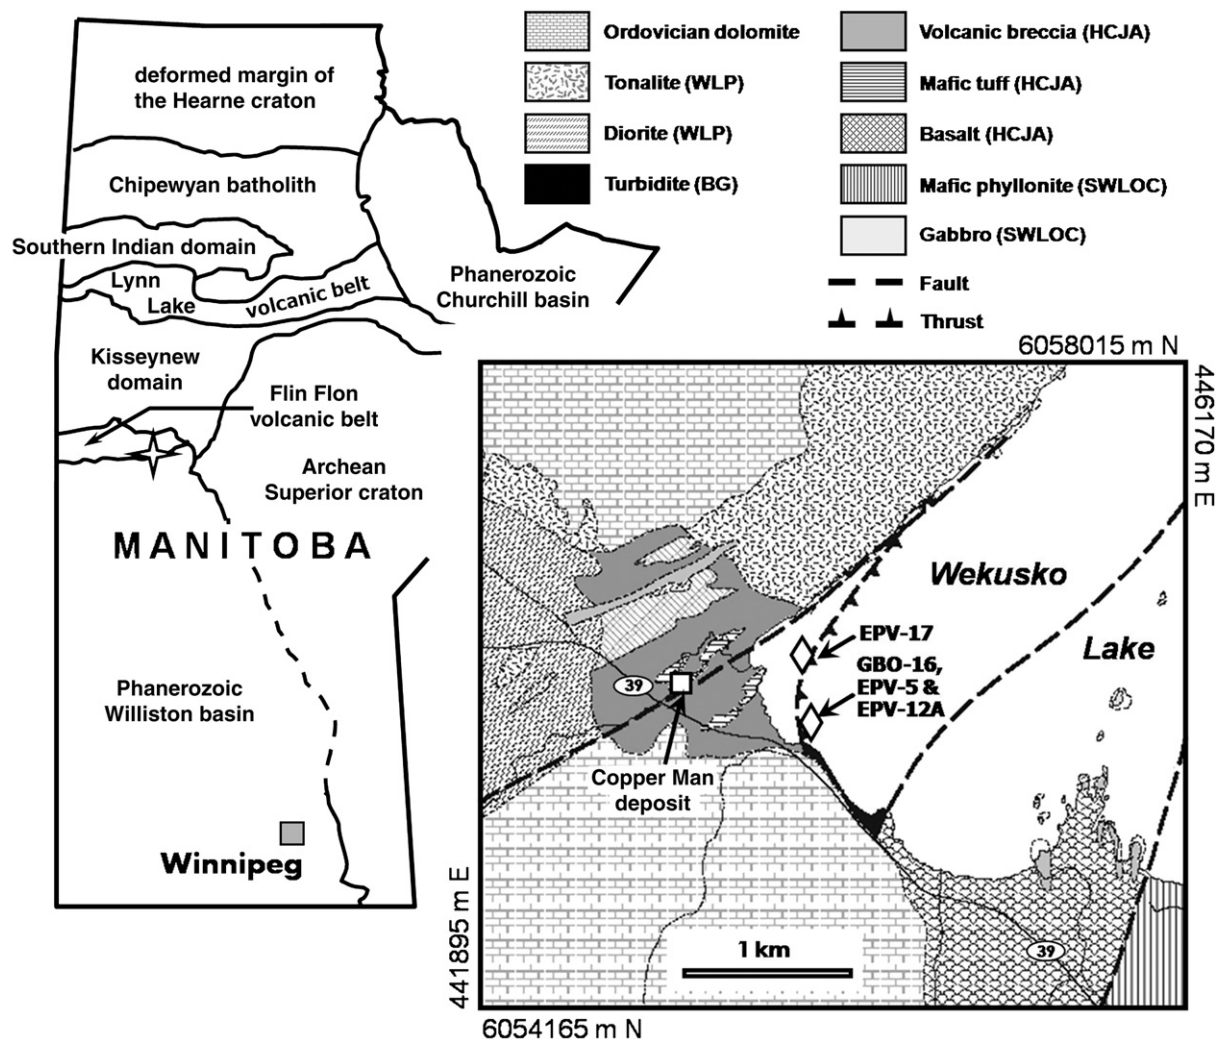 deformed margin of
the Hearne craton
Chipewyan batholith
Southern Indian domain
Lynn
Lake
volcanic belt
Phanerozoic
Churchill basin
Kisseynew
domain
Flin Flon
volcanic belt
Archean
Superior craton
MANITOBA
Phanerozoic
Williston basin
Winnipeg
Ordovician dolomite
Tonalite (WLP)
Diorite (WLP)
Turbidite (BG)
Volcanic breccia (HCJA)
Mafic tuff (HCJA)
Basalt (HCJA)
Mafic phyllonite (SWLOC)
Gabbro (SWLOC)
Fault
Thrust
6058015 m N
446170 m E
Wekusko
Lake
EPV-17
GBO-16,
EPV-5 &
EPV-12A
39
Copper Man
deposit
39
1 km
441895 m E
6054165 m N